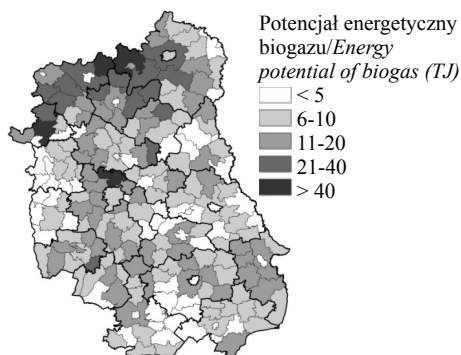 Potencjał energetyczny
biogazu/Energy
potential of biogas (TJ)
< 5
6-10
11-20
21-40
> 40